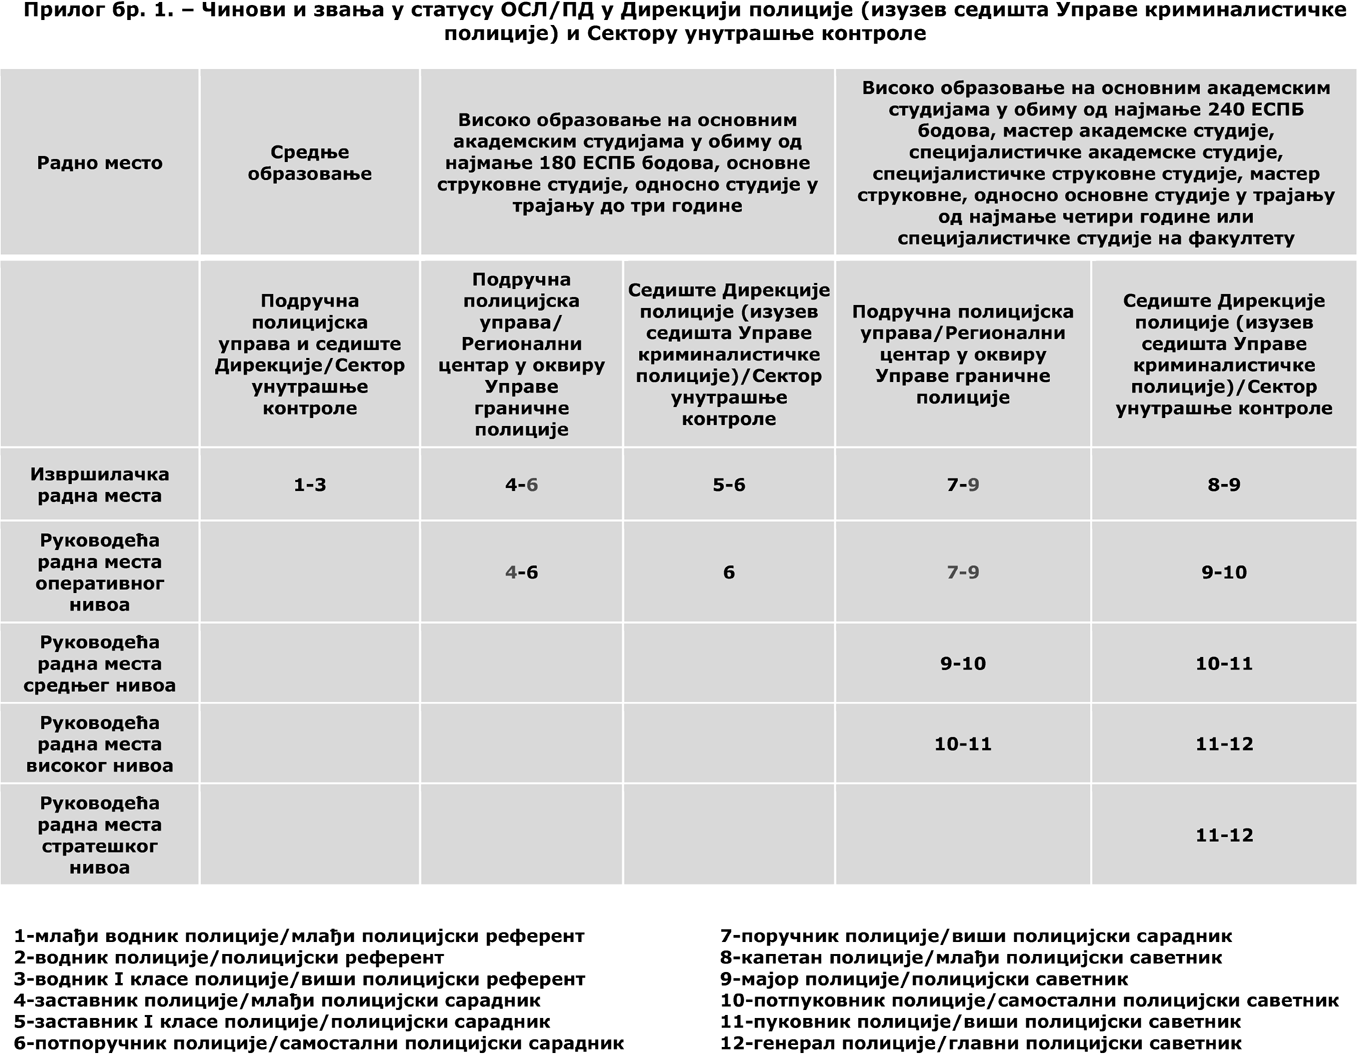 Прилог бр. 1. – Чинови и звања у статусу ОСЛ/ПД у Дирекцији полиције (изузев седишта Управе криминалистичке
полиције) и Сектору унутрашње контроле
Радно место
Средње
образовање
Високо образовање на основним
академским студијама у обиму од
најмање 180 ЕСПБ бодова, основне
струковне студије, односно студије у
трајању до три године
Високо образовање на основним академским
студијама у обиму од најмање 240 ЕСПБ
бодова, мастер академске студије,
специјалистичке академске студије,
специјалистичке струковне студије, мастер
струковне, односно основне студије у трајању
од најмање четири године или
специјалистичке студије на факултету
Подручна
полицијска
управа и седиште
Дирекције/Сектор
унутрашње
контроле
Подручна
полицијска
управа/
Регионални
центар у оквиру
Управе
граничне
полиције
Седиште Дирекције
полиције (изузев
седишта Управе
криминалистичке
полиције)/Сектор
унутрашње
контроле
Подручна полицијска
управа/Регионални
центар у оквиру
Управе граничне
полиције
Седиште Дирекције
полиције (изузев
седишта Управе
криминалистичке
полиције)/Сектор
унутрашње контроле
Извршилачка
радна места
1-3
4-6
5-6
7-9
8-9
Руководећа
радна места
оперативног
нивоа
4-6
6
7-9
9-10
Руководећа
радна места
средњег нивоа
9-10
10-11
Руководећа
радна места
високог нивоа
10-11
11-12
Руководећа
радна места
стратешког
нивоа
11-12
1-млађи водник полиције/млађи полицијски референт
2-водник полиције/полицијски референт
3-водник I класе полиције/виши полицијски референт
4-заставник полиције/млађи полицијски сарадник
5-заставник I класе полиције/полицијски сарадник
6-потпоручник полиције/самостални полицијски сарадник
7-поручник полиције/виши полицијски сарадник
8-капетан полиције/млађи полицијски саветник
9-мајор полиције/полицијски саветник
10-потпуковник полиције/самостални полицијски саветник
11-пуковник полиције/виши полицијски саветник
12-генерал полиције/главни полицијски саветник